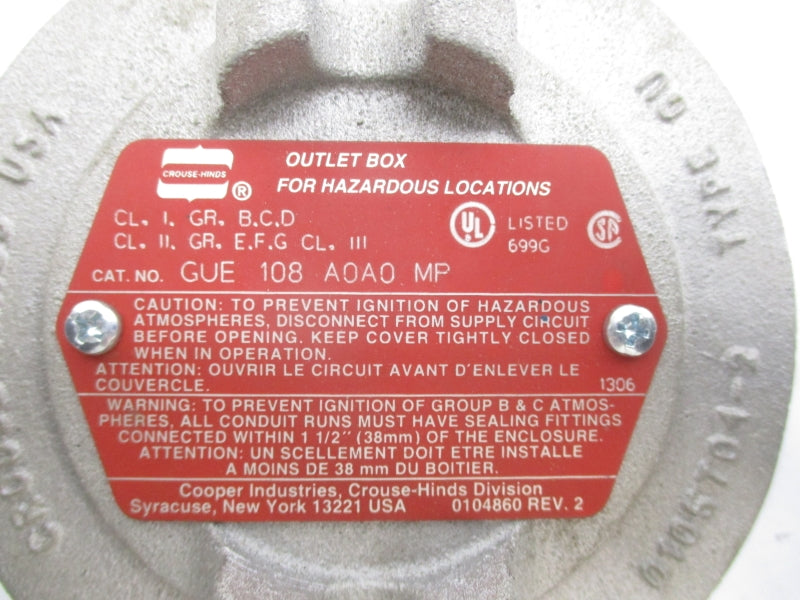 CROUSE-HINDS
®
OUTLET BOX
FOR HAZARDOUS LOCATIONS
CL. I. GR. B.C.D
CL. II. GR. E.F.G CL. III
UL
LISTED
699G
CAT. NO. GUE 108 A0A0 MP
CAUTION: TO PREVENT IGNITION OF HAZARDOUS
ATMOSPHERES, DISCONNECT FROM SUPPLY CIRCUIT
BEFORE OPENING. KEEP COVER TIGHTLY CLOSED
WHEN IN OPERATION.
ATTENTION: OUVRIR LE CIRCUIT AVANT D'ENLEVER LE
COUVERCLE.
1306
WARNING: TO PREVENT IGNITION OF GROUP B & C ATMOS-
PHERES, ALL CONDUIT RUNS MUST HAVE SEALING FITTINGS
CONNECTED WITHIN 1 1/2" (38mm) OF THE ENCLOSURE.
ATTENTION: UN SCELLEMENT DOIT ETRE INSTALLE
A MOINS DE 38 mm DU BOITIER.
Cooper Industries, Crouse-Hinds Division
Syracuse, New York 13221 USA
0104860 REV. 2
TYPE GU
USA